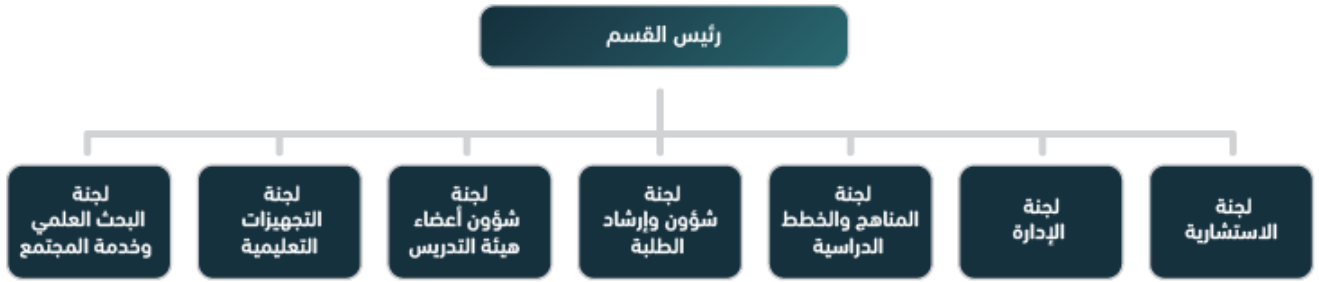 رئيس القسم
لجنة
الاستشارية
لجنة
الإدارة
لجنة
المناهج والخطط
الدراسية
لجنة
شؤون وإرشاد
الطلبة
لجنة
شؤون أعضاء
هيئة التدريس
لجنة
التجهيزات
التعليمية
لجنة
البحث العلمي
وخدمة المجتمع